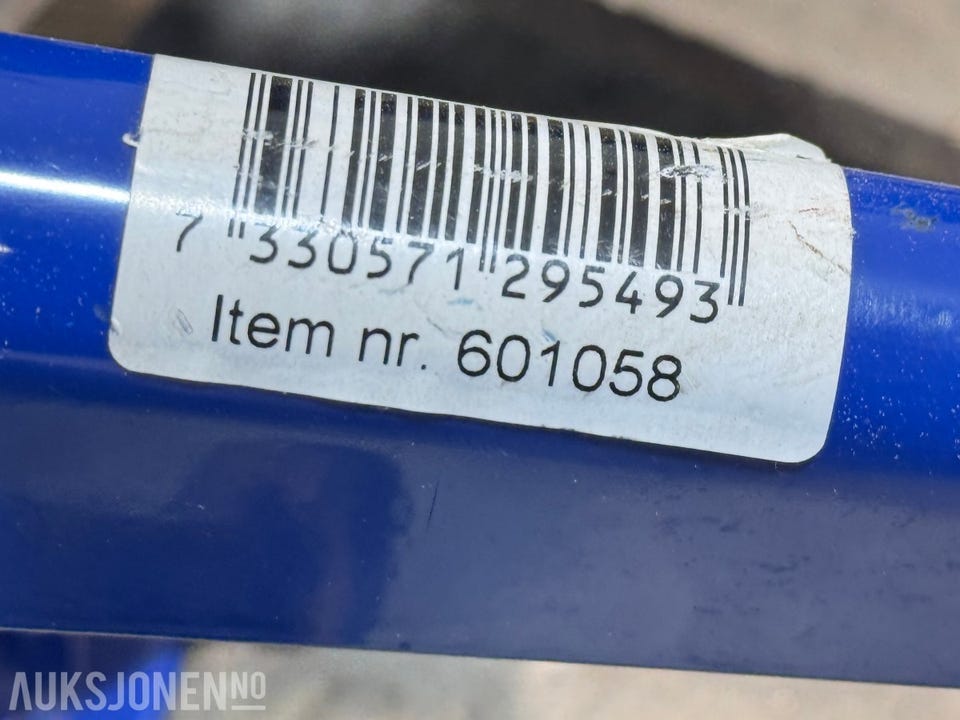 7 330571 295493
Item nr. 601058
AUKSJONEN NO